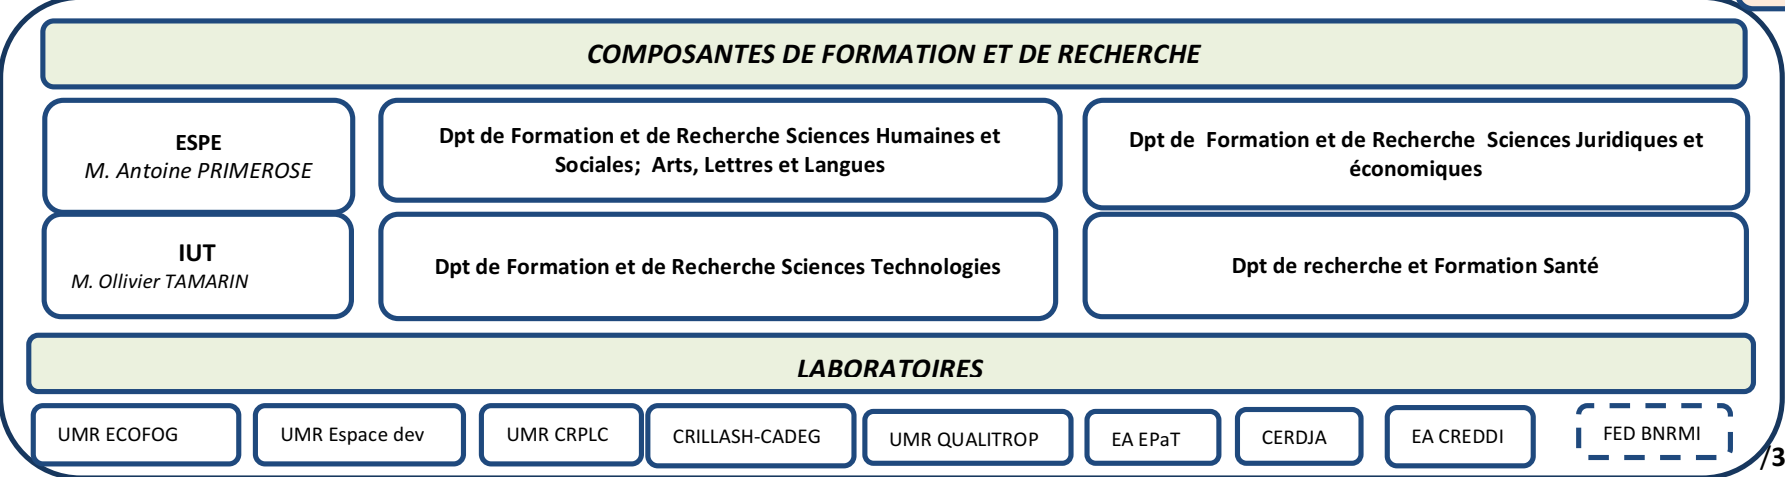 COMPOSANTES DE FORMATION ET DE RECHERCHE
ESPE
M. Antoine PRIMEROSE
Dpt de Formation et de Recherche Sciences Humaines et
Sociales; Arts, Lettres et Langues
Dpt de Formation et de Recherche Sciences Juridiques et
économiques
IUT
M. Ollivier TAMARIN
Dpt de Formation et de Recherche Sciences Technologies
Dpt de recherche et Formation Santé
LABORATOIRES
UMR ECOFOG
UMR Espace dev
UMR CRPLC
CRILLASH-CADEG
UMR QUALITROP
EA EPaT
CERDJA
EA CREDDI
FED BNRMI
/3